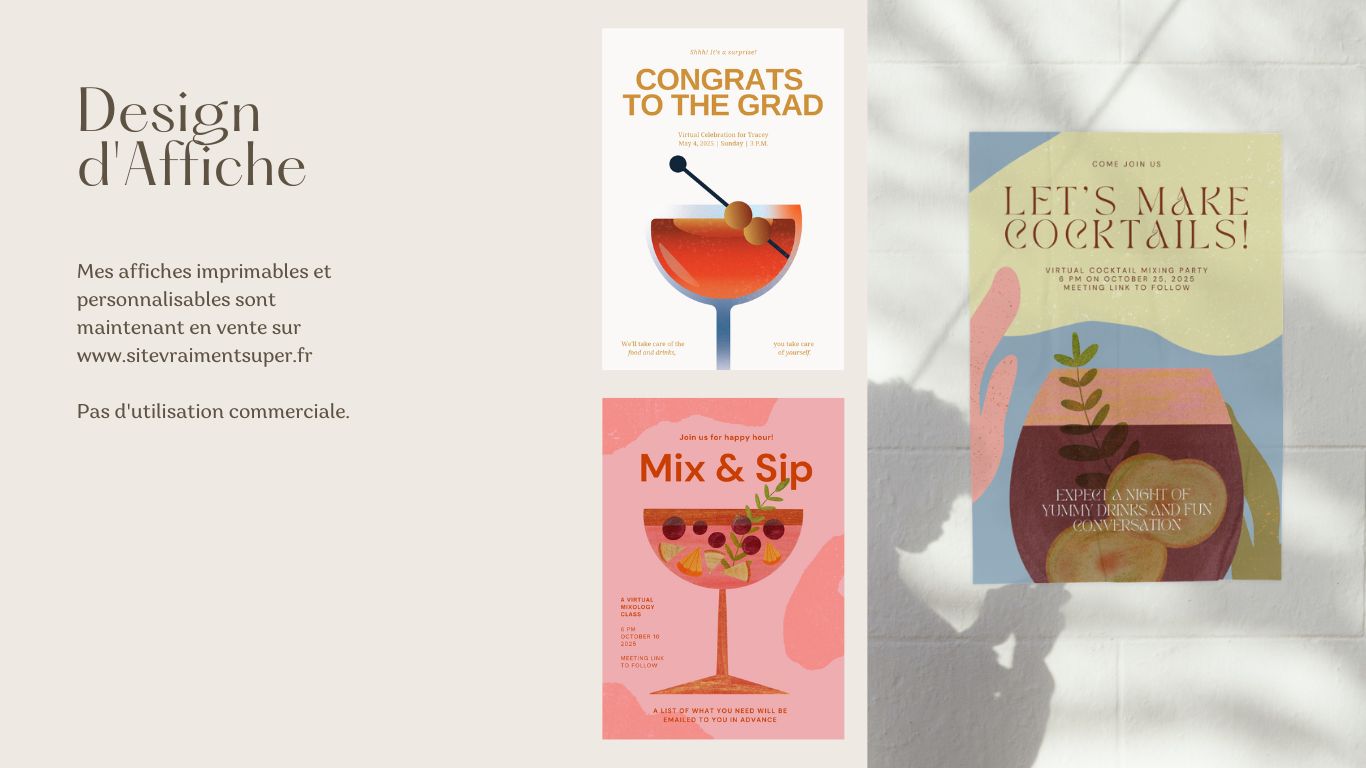 Design
d'Affiche
Mes affiches imprimables et
personnalisables sont
maintenant en vente sur
www.sitevraimentsuper.fr
Pas d'utilisation commerciale.
Shhh! It's a surprise!
CONGRATS
TO THE GRAD
Virtual Celebration for Tracey
May 4, 2025 | Sunday | 3 P.M.
We'll take care of the
food and drinks,
you take care
of yourself.
Join us for happy hour!
Mix & Sip
A VIRTUAL
MIXOLOGY
CLASS
6 PM
OCTOBER 10
2025
MEETING LINK
TO FOLLOW
A LIST OF WHAT YOU NEED WILL BE
EMAILED TO YOU IN ADVANCE
COME JOIN US
LET'S MAKE
COCKTAILS!
VIRTUAL COCKTAIL MIXING PARTY
6 PM ON OCTOBER 25, 2025
MEETING LINK TO FOLLOW
EXPECT A NIGHT OF
YUMMY DRINKS AND FUN
CONVERSATION